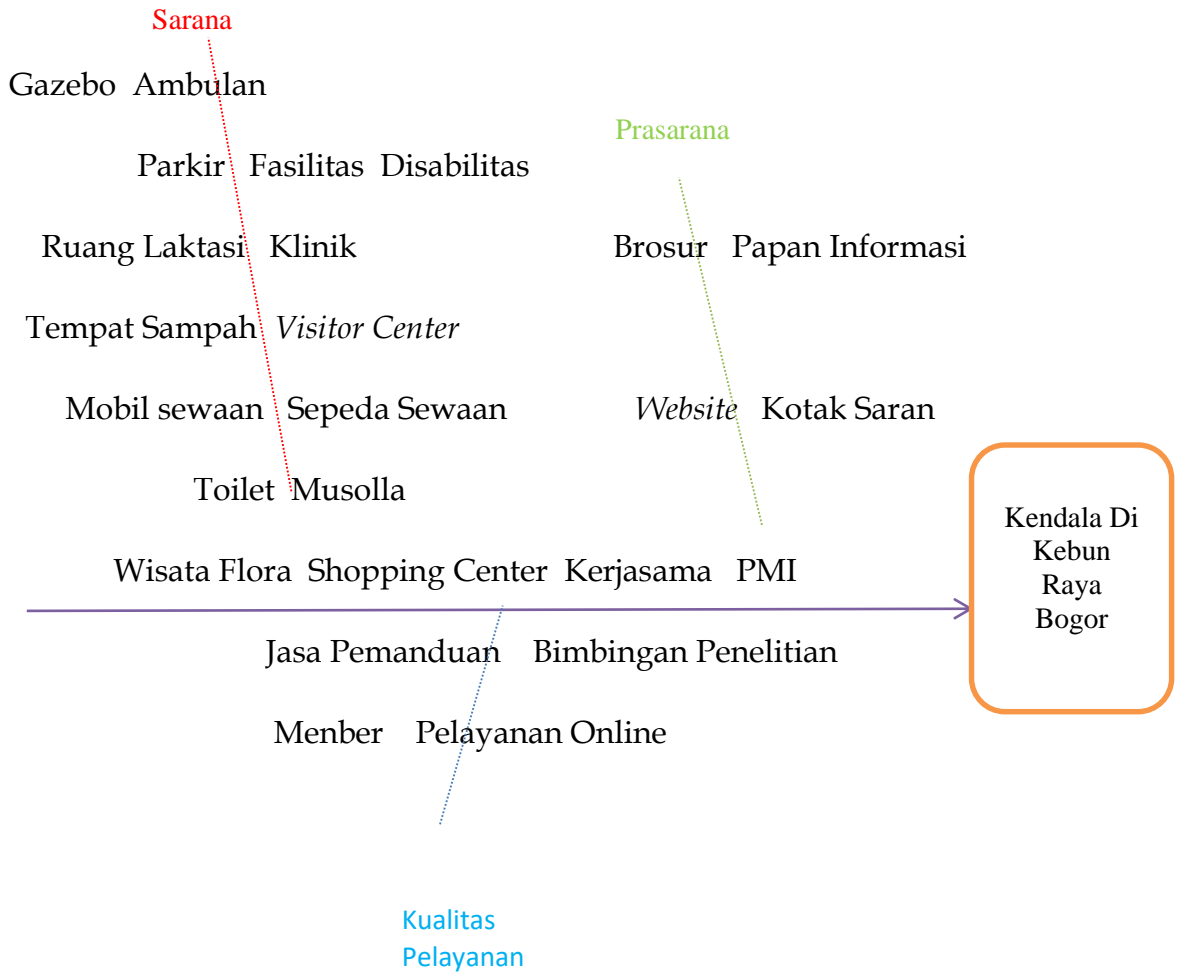 Sarana
Gazebo Ambulan
Prasarana
Parkir Fasilitas Disabilitas
Ruang Laktasi Klinik
Brosur Papan Informasi
Tempat Sampah Visitor Center
Mobil sewaan Sepeda Sewaan
Website Kotak Saran
Toilet Musolla
Kendala Di
Kebun
Raya
Bogor
Wisata Flora Shopping Center Kerjasama PMI
Jasa Pemanduan Bimbingan Penelitian
Menber Pelayanan Online
Kualitas
Pelayanan